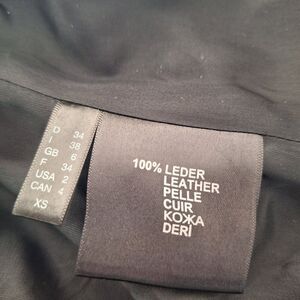 D 34
I 38
GB 6
F 34
USA 2
CAN 4
XS
100% LEDER
LEATHER
PELLE
CUIR
КОЖА
DERİ